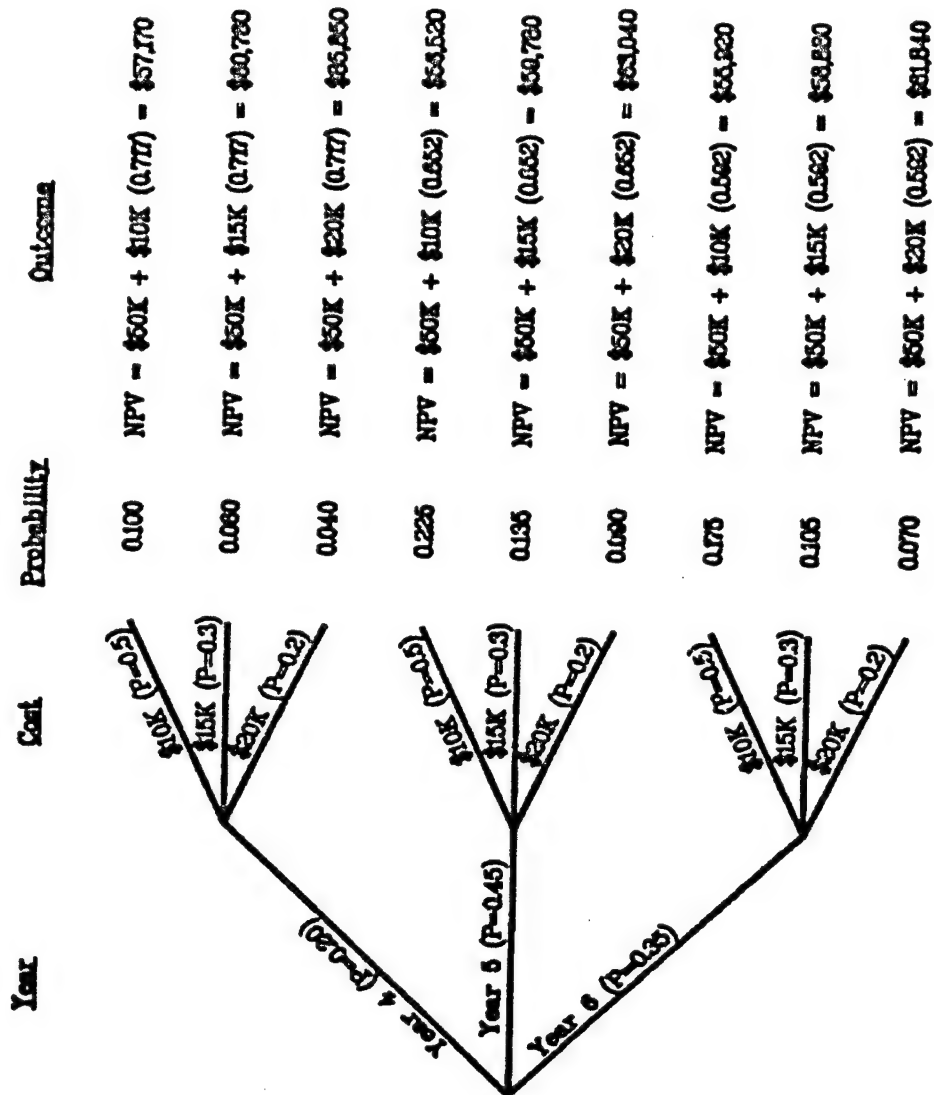 Year Cost Probability Outcome
Year 4 (P=0.20)
$10K (P=0.5) 0.100 NPV = $50K + $10K (0.717) = $57,170
$15K (P=0.3) 0.060 NPV = $50K + $15K (0.717) = $60,780
$20K (P=0.2) 0.040 NPV = $50K + $20K (0.717) =
Year 5 (P=0.45)
$10K (P=0.5) 0.225 NPV = $50K + $10K (0.652) = $56,520
$15K (P=0.3) 0.135 NPV = $50K + $15K (0.652) = $59,780
$20K (P=0.2) 0.090 NPV = $50K + $20K (0.652) = $63,040
Year 6 (P=0.35)
$10K (P=0.5) 0.175 NPV = $50K + $10K (0.592) = $55,920
$15K (P=0.3) 0.105 NPV = $50K + $15K (0.592) = $58,880
$20K (P=0.2) 0.070 NPV = $50K + $20K (0.592) = $61,840